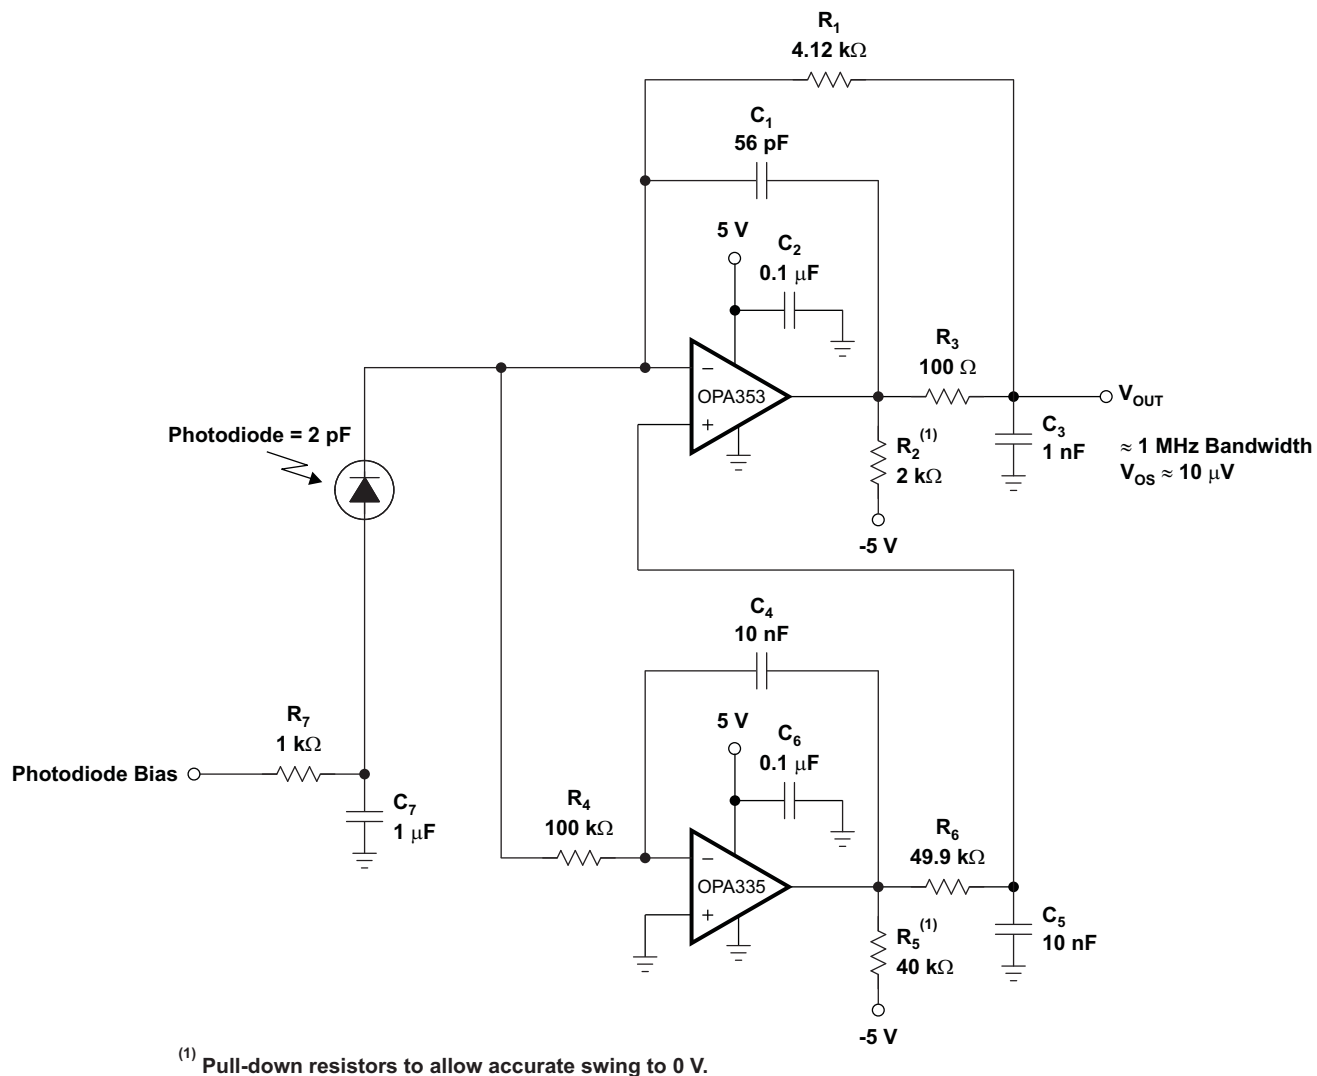 R1
4.12 kΩ
C1
56 pF
5 V
C2
0.1 μF
OPA353
−
+
R3
100 Ω
VOUT
R2(1)
2 kΩ
-5 V
C3
1 nF
≈ 1 MHz Bandwidth
VOS ≈ 10 μV
Photodiode = 2 pF
C4
10 nF
5 V
C6
0.1 μF
R7
1 kΩ
Photodiode Bias
C7
1 μF
R4
100 kΩ
OPA335
−
+
R6
49.9 kΩ
R5(1)
40 kΩ
-5 V
C5
10 nF
(1) Pull-down resistors to allow accurate swing to 0 V.